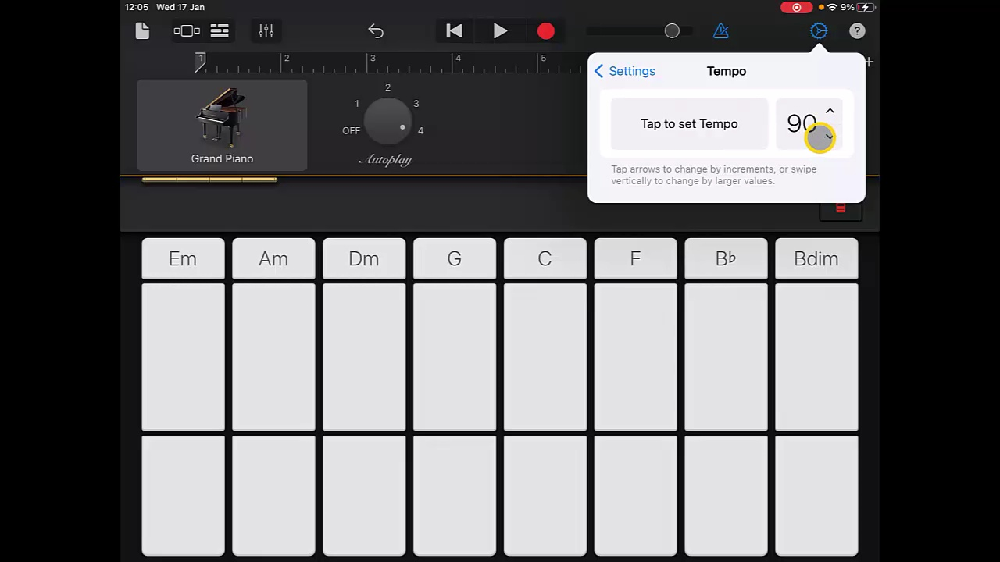 12:05 Wed 17 Jan
9%
?
1 2 3 4 5
Settings
Tempo
Tap to set Tempo
90
Tap arrows to change by increments, or swipe
vertically to change by larger values.
2
1 3
OFF 4
Autoplay
Grand Piano
Em Am Dm G C F B♭ Bdim